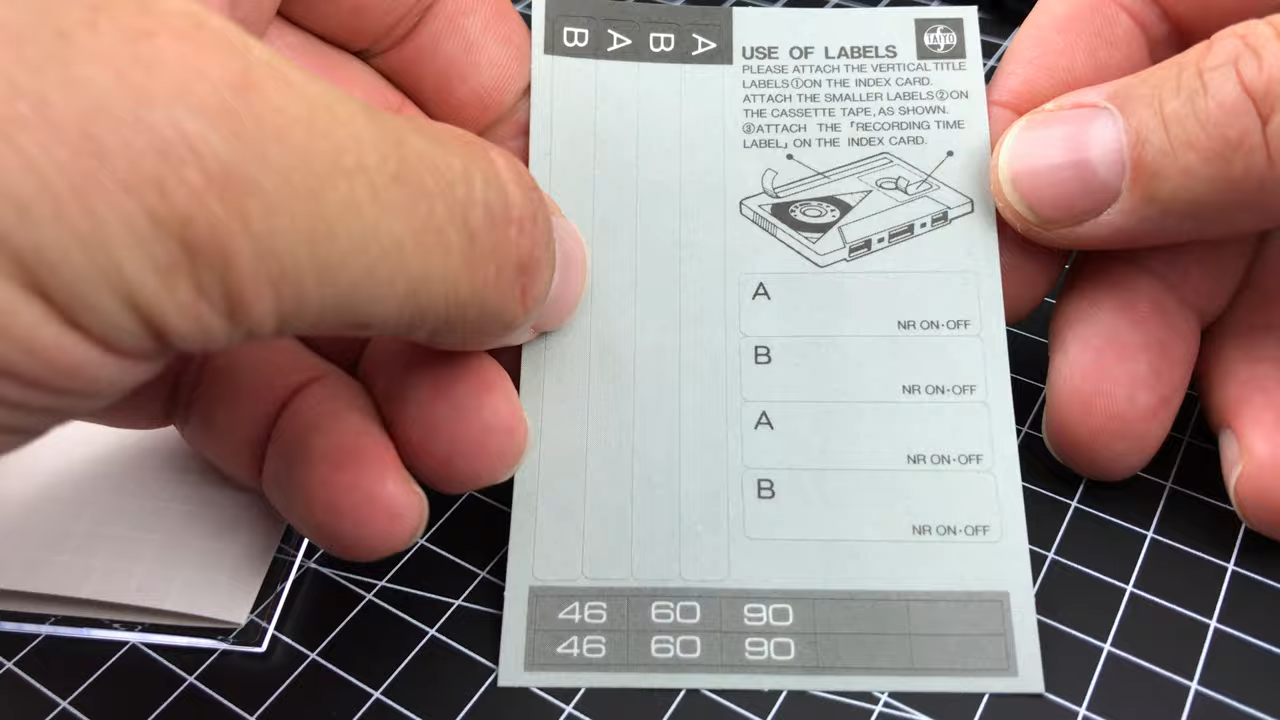 B A B A
TAITO
USE OF LABELS
PLEASE ATTACH THE VERTICAL TITLE
LABELS①ON THE INDEX CARD.
ATTACH THE SMALLER LABELS②ON
THE CASSETTE TAPE, AS SHOWN.
③ATTACH THE「RECORDING TIME
LABEL」ON THE INDEX CARD.
A
NR ON·OFF
B
NR ON·OFF
A
NR ON·OFF
B
NR ON·OFF
46 60 90
46 60 90